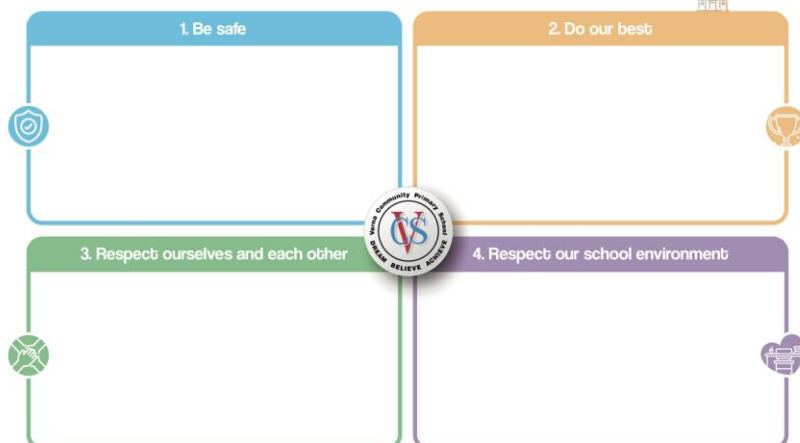 1. Be safe
2. Do our best
Varna Community Primary School
VCS
DREAM BELIEVE ACHIEVE
3. Respect ourselves and each other
4. Respect our school environment